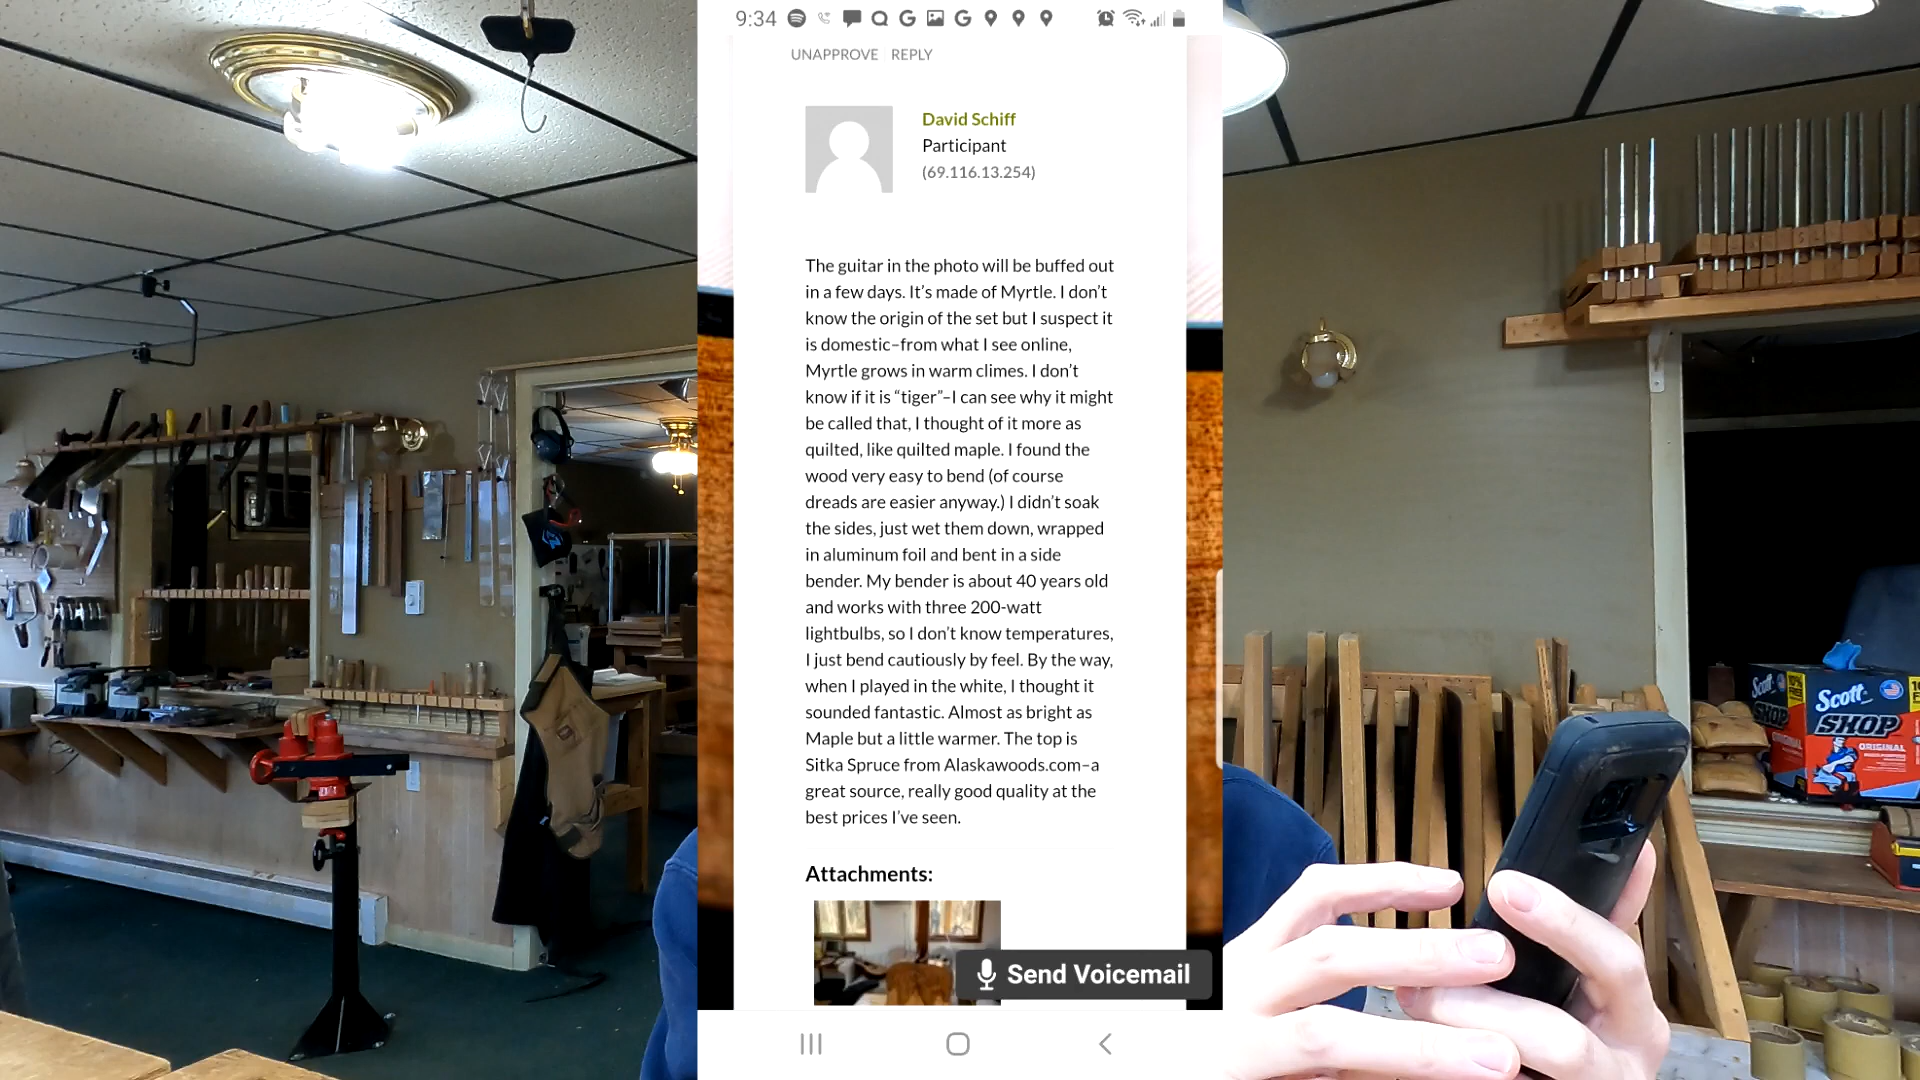 9:34
UNAPPROVE REPLY
David Schiff
Participant
(69.116.13.254)
The guitar in the photo will be buffed out
in a few days. It's made of Myrtle. I don't
know the origin of the set but I suspect it
is domestic–from what I see online,
Myrtle grows in warm climes. I don't
know if it is “tiger”–I can see why it might
be called that, I thought of it more as
quilted, like quilted maple. I found the
wood very easy to bend (of course
dreads are easier anyway.) I didn't soak
the sides, just wet them down, wrapped
in aluminum foil and bent in a side
bender. My bender is about 40 years old
and works with three 200-watt
lightbulbs, so I don't know temperatures,
I just bend cautiously by feel. By the way,
when I played in the white, I thought it
sounded fantastic. Almost as bright as
Maple but a little warmer. The top is
Sitka Spruce from Alaskawoods.com–a
great source, really good quality at the
best prices I've seen.
Attachments:
Send Voicemail
Scott
SHOP
Scott
SHOP
ORIGINAL